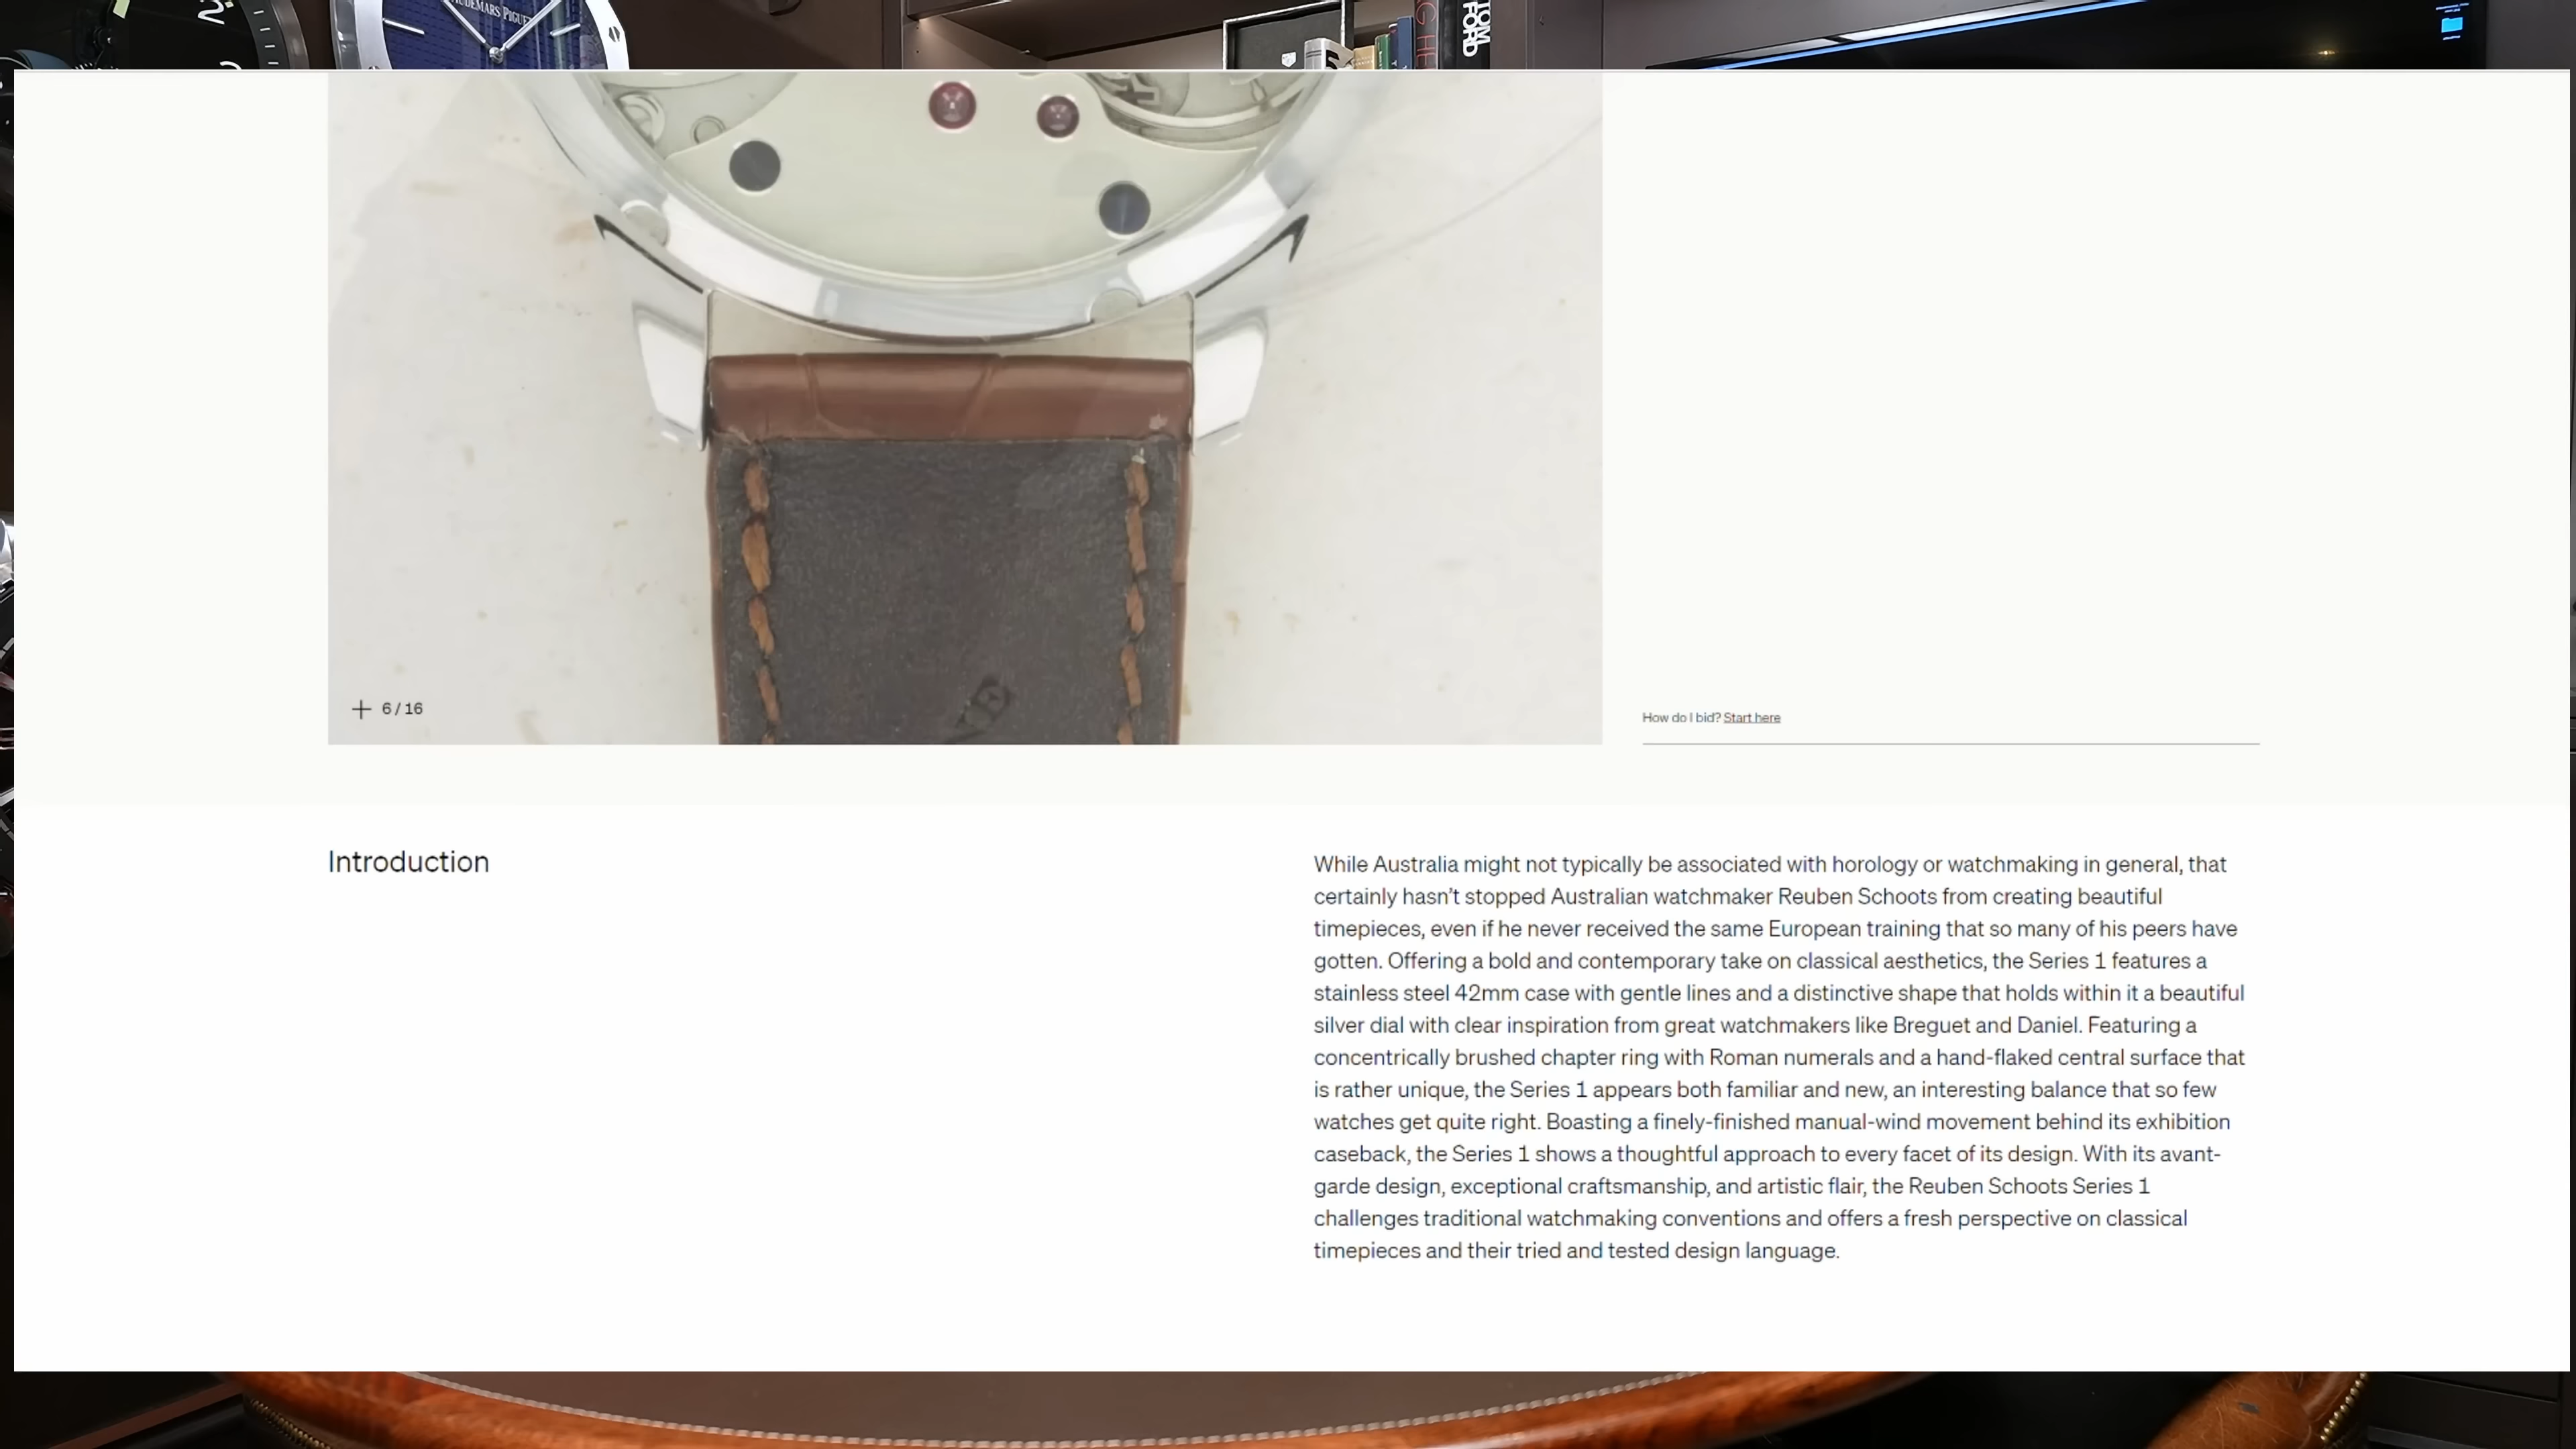 AUDEMARS PIGUET
TOM
FORD
6/16
How do I bid? Start here
Introduction
While Australia might not typically be associated with horology or watchmaking in general, that
certainly hasn't stopped Australian watchmaker Reuben Schoots from creating beautiful
timepieces, even if he never received the same European training that so many of his peers have
gotten. Offering a bold and contemporary take on classical aesthetics, the Series 1 features a
stainless steel 42mm case with gentle lines and a distinctive shape that holds within it a beautiful
silver dial with clear inspiration from great watchmakers like Breguet and Daniel. Featuring a
concentrically brushed chapter ring with Roman numerals and a hand-flaked central surface that
is rather unique, the Series 1 appears both familiar and new, an interesting balance that so few
watches get quite right. Boasting a finely-finished manual-wind movement behind its exhibition
caseback, the Series 1 shows a thoughtful approach to every facet of its design. With its avant-
garde design, exceptional craftsmanship, and artistic flair, the Reuben Schoots Series 1
challenges traditional watchmaking conventions and offers a fresh perspective on classical
timepieces and their tried and tested design language.